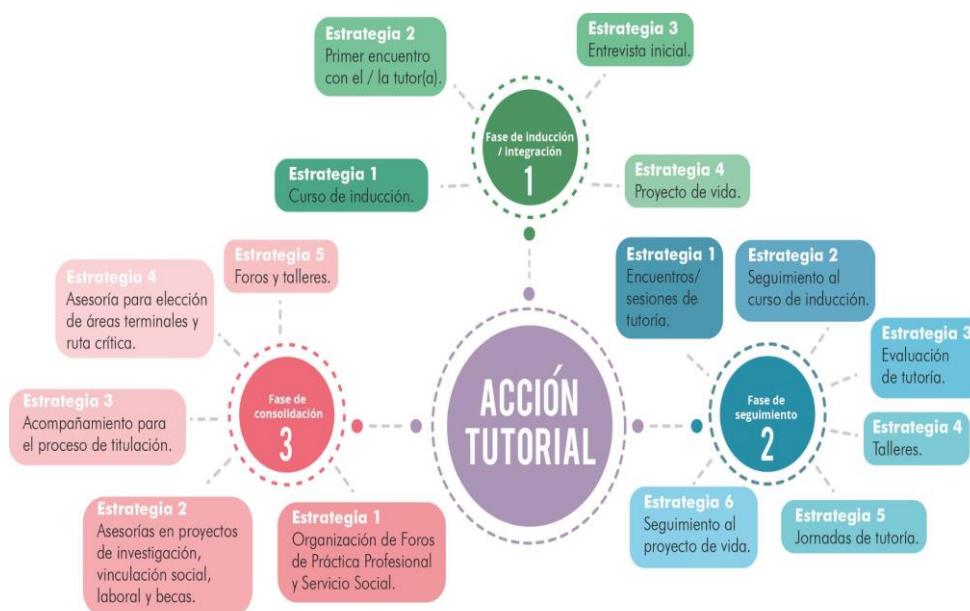 Estrategia 2
Primer encuentro
con el / la tutor(a).
Estrategia 3
Entrevista inicial.
Fase de inducción
/ integración
1
Estrategia 1
Curso de inducción.
Estrategia 4
Proyecto de vida.
Estrategia 5
Foros y talleres.
Estrategia 4
Asesoría para elección
de áreas terminales y
ruta crítica.
Estrategia 3
Acompañamiento para
el proceso de titulación.
Estrategia 2
Asesorías en proyectos
de investigación,
vinculación social,
laboral y becas.
Estrategia 1
Organización de Foros
de Práctica Profesional
y Servicio Social.
Fase de
consolidación
3
ACCIÓN
TUTORIAL
Estrategia 1
Encuentros/
sesiones de
tutoría.
Estrategia 2
Seguimiento al
curso de inducción.
Estrategia 3
Evaluación
de tutoría.
Estrategia 4
Talleres.
Estrategia 5
Jornadas de tutoría.
Estrategia 6
Seguimiento al
proyecto de vida.
Fase de
seguimiento
2